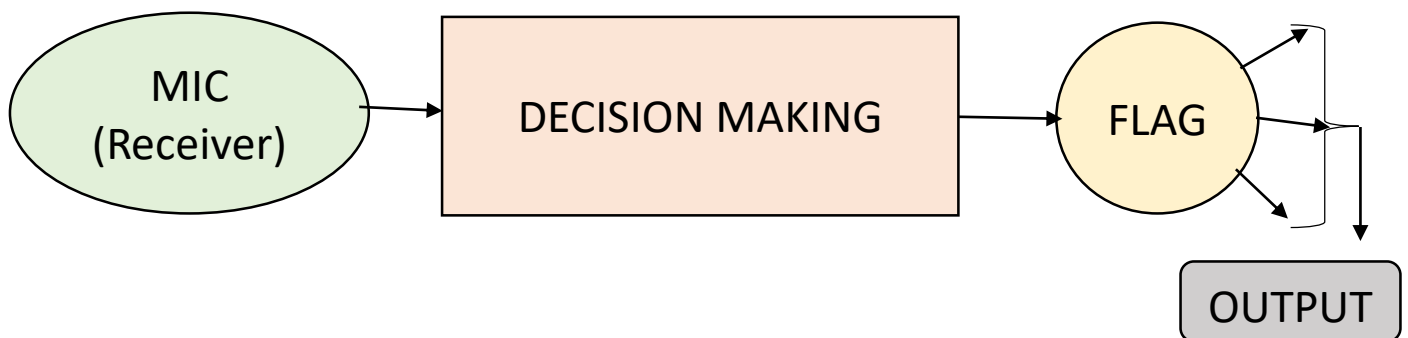 MIC
(Receiver)
DECISION MAKING
FLAG
OUTPUT